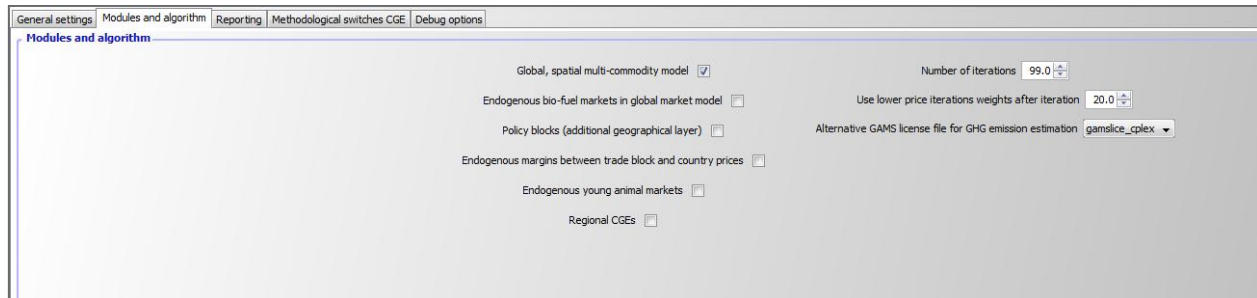 General settings Modules and algorithm Reporting Methodological switches CGE Debug options
Modules and algorithm
Global, spatial multi-commodity model
Number of iterations 99.0
Endogenous bio-fuel markets in global market model
Use lower price iterations weights after iteration 20.0
Policy blocks (additional geographical layer)
Alternative GAMS license file for GHG emission estimation gamslice_cplex
Endogenous margins between trade block and country prices
Endogenous young animal markets
Regional CGEs